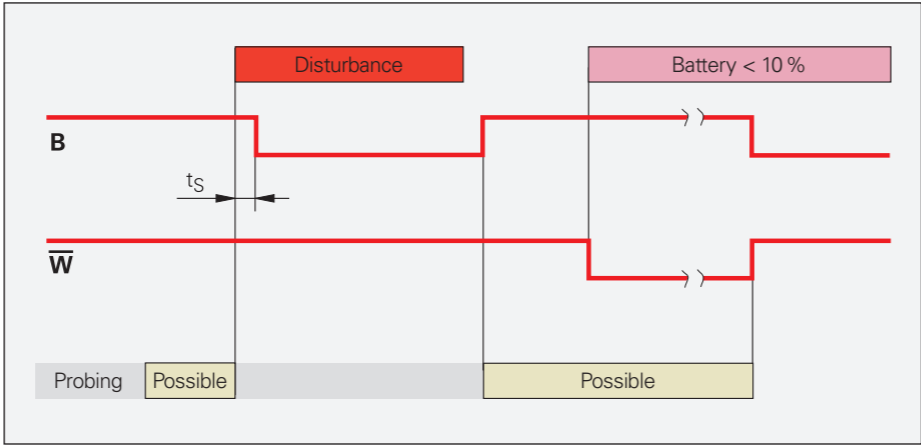 Disturbance
Battery < 10 %
B
tS
W̅
Probing
Possible
Possible